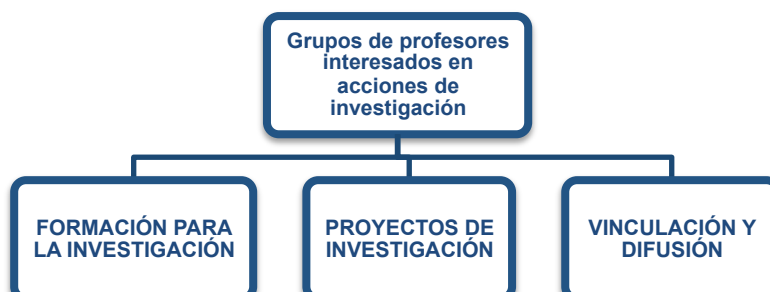 Grupos de profesores
interesados en
acciones de
investigación
FORMACIÓN PARA
LA INVESTIGACIÓN
PROYECTOS DE
INVESTIGACIÓN
VINCULACIÓN Y
DIFUSIÓN